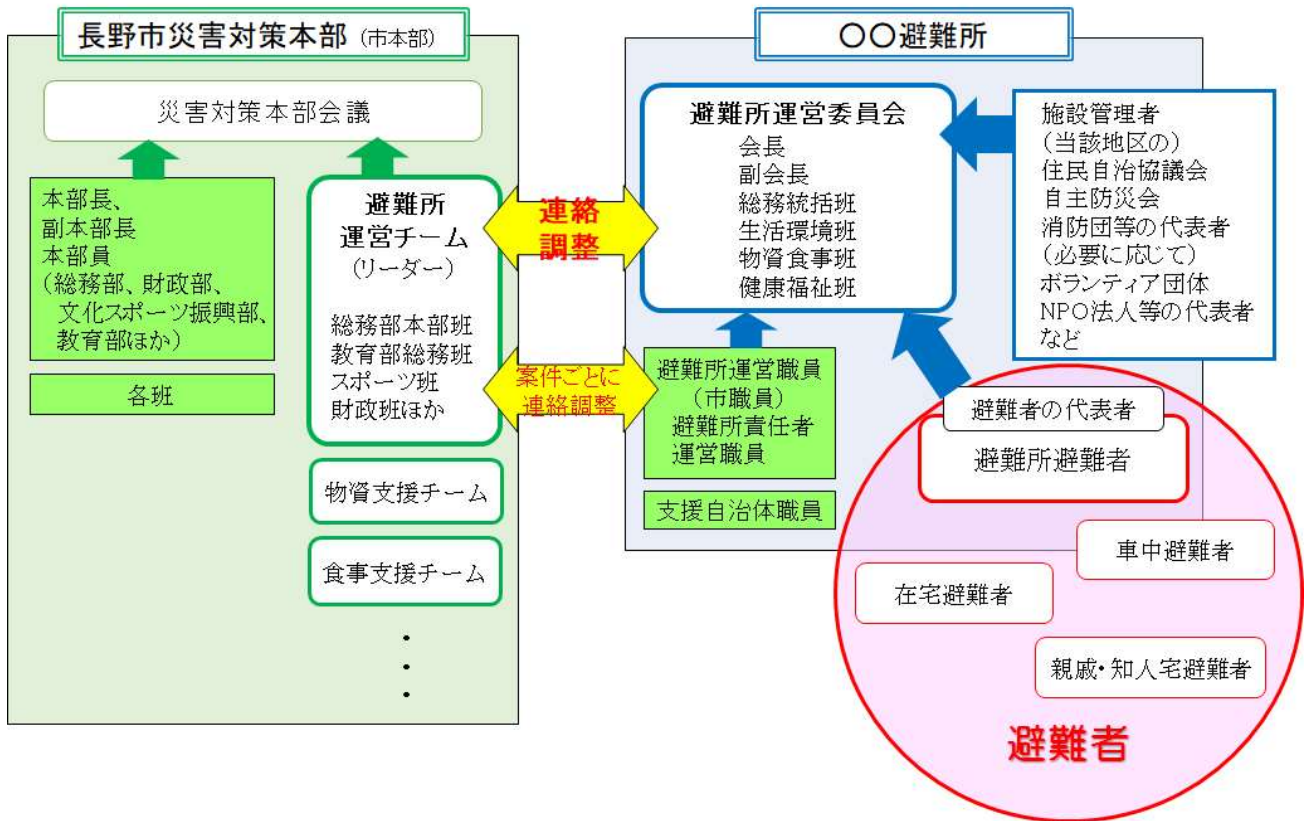 長野市災害対策本部（市本部）
災害対策本部会議
本部長、
副本部長
本部員
（総務部、財政部、
文化スポーツ振興部、
教育部ほか）
各班
避難所
運営チーム
（リーダー）
総務部本部班
教育部総務班
スポーツ班
財政班ほか
物資支援チーム
食事支援チーム
・
・
・
連絡
調整
案件ごとに
連絡調整
〇〇避難所
避難所運営委員会
会長
副会長
総務統括班
生活環境班
物資食事班
健康福祉班
避難所運営職員
（市職員）
避難所責任者
運営職員
支援自治体職員
施設管理者
（当該地区の）
住民自治協議会
自主防災会
消防団等の代表者
（必要に応じて）
ボランティア団体
NPO法人等の代表者
など
避難者の代表者
避難所避難者
車中避難者
在宅避難者
親戚・知人宅避難者
避難者